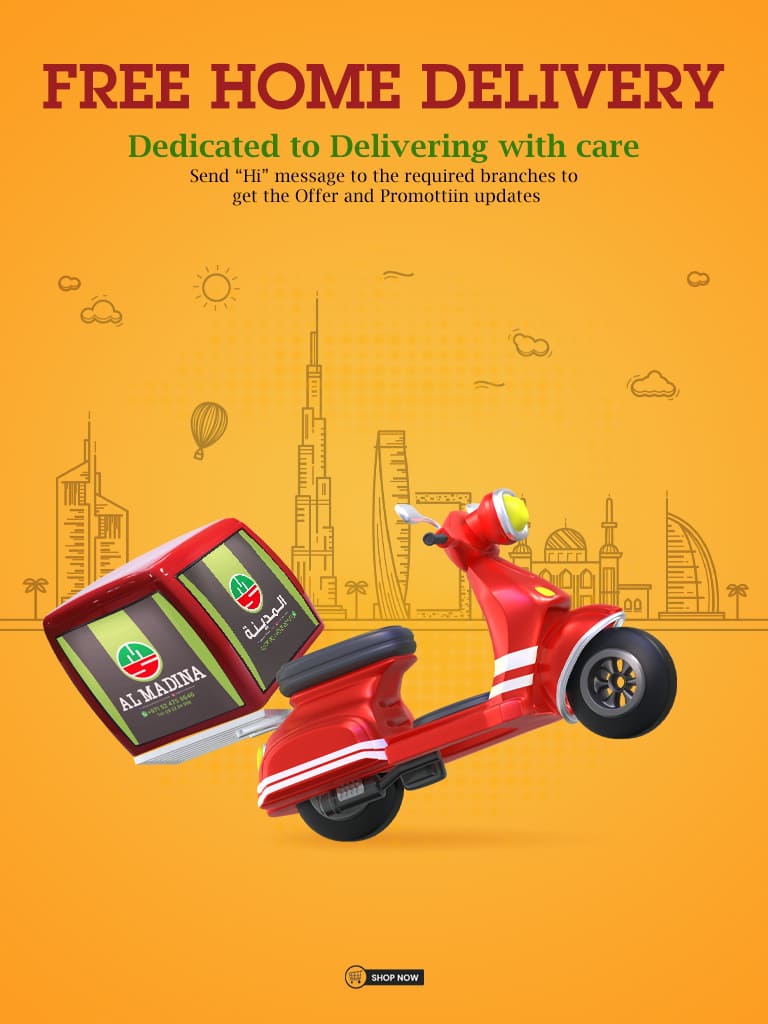 FREE HOME DELIVERY
Dedicated to Delivering with care
Send “Hi” message to the required branches to
get the Offer and Promottiin updates
AL MADINA
المدينة
SHOP NOW